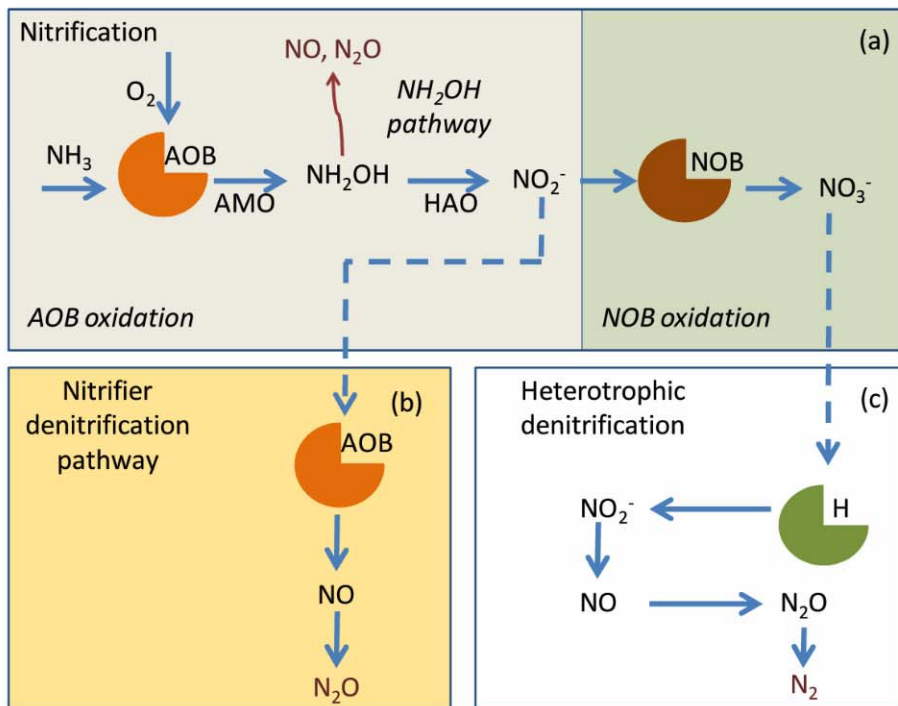 Nitrification
(a)
NO, N₂O
O₂
NH₂OH
pathway
NH₃
AOB
NOB
AMO
NH₂OH
HAO
NO₂⁻
NO₃⁻
AOB oxidation
NOB oxidation
Nitrifier
denitrification
pathway
(b)
AOB
NO
N₂O
Heterotrophic
denitrification
(c)
H
NO₂⁻
NO
N₂O
N₂